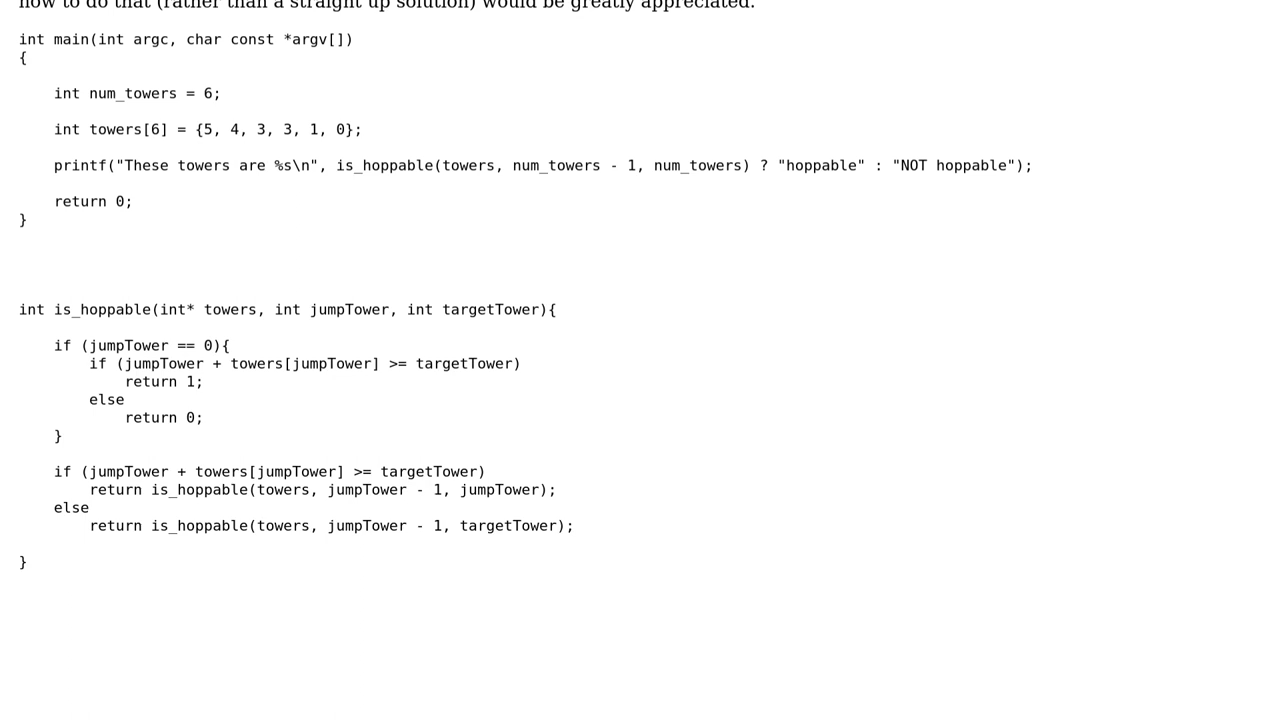 how to do that (rather than a straight up solution) would be greatly appreciated.
int main(int argc, char const *argv[])
{
    int num_towers = 6;
    int towers[6] = {5, 4, 3, 3, 1, 0};
    printf("These towers are %s\n", is_hoppable(towers, num_towers - 1, num_towers) ? "hoppable" : "NOT hoppable");
    return 0;
}
int is_hoppable(int* towers, int jumpTower, int targetTower){
    if (jumpTower == 0){
        if (jumpTower + towers[jumpTower] >= targetTower)
            return 1;
        else
            return 0;
    }
    if (jumpTower + towers[jumpTower] >= targetTower)
        return is_hoppable(towers, jumpTower - 1, jumpTower);
    else
        return is_hoppable(towers, jumpTower - 1, targetTower);
}